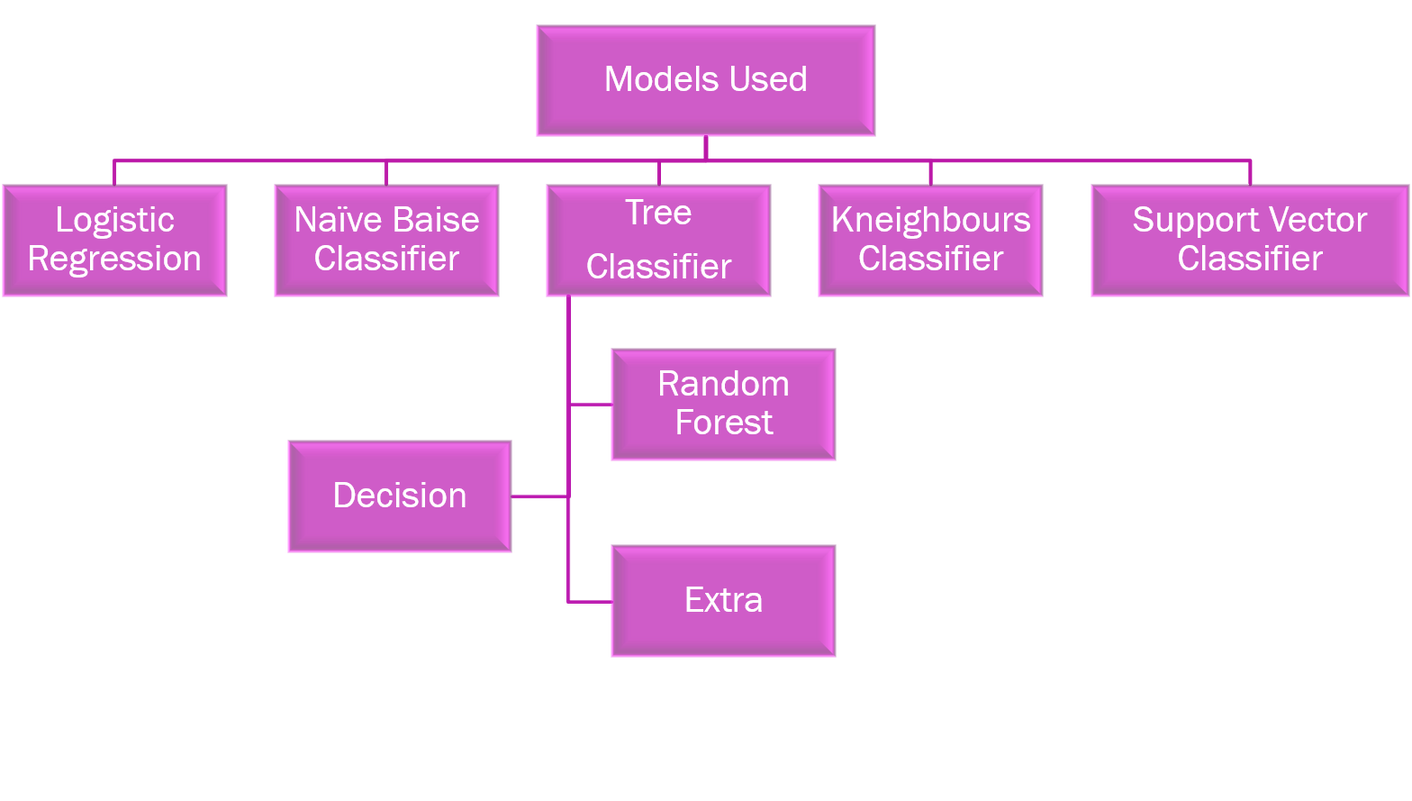 Models Used
Logistic
Regression
Naïve Baise
Classifier
Tree
Classifier
Kneighbours
Classifier
Support Vector
Classifier
Random
Forest
Decision
Extra